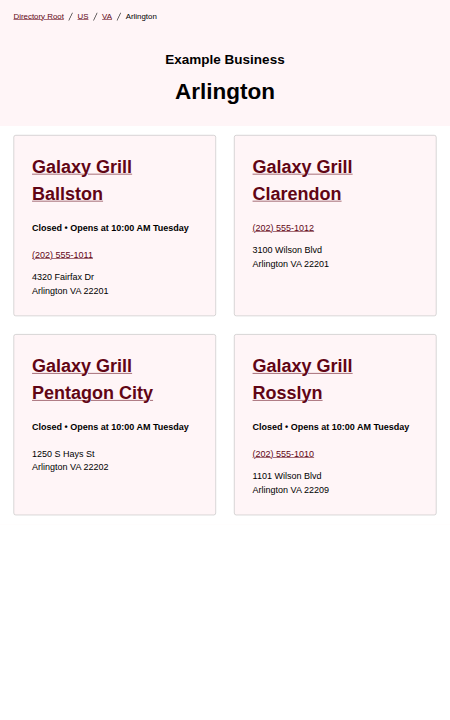 Directory Root / US / VA / Arlington
Example Business
Arlington
Galaxy Grill
Ballston
Closed • Opens at 10:00 AM Tuesday
(202) 555-1011
4320 Fairfax Dr
Arlington VA 22201
Galaxy Grill
Clarendon
(202) 555-1012
3100 Wilson Blvd
Arlington VA 22201
Galaxy Grill
Pentagon City
Closed • Opens at 10:00 AM Tuesday
1250 S Hays St
Arlington VA 22202
Galaxy Grill
Rosslyn
Closed • Opens at 10:00 AM Tuesday
(202) 555-1010
1101 Wilson Blvd
Arlington VA 22209